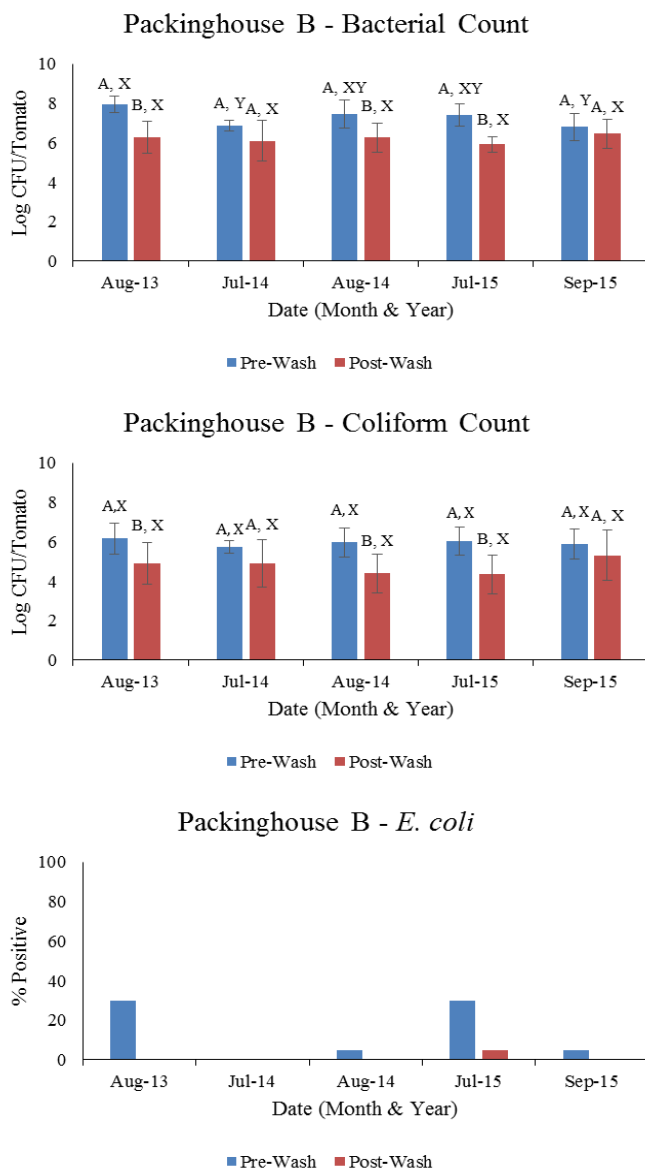 Packinghouse B - Bacterial Count
10
8
6
4
2
0
Log CFU/Tomato
A, X
B, X
A, Y
A, X
A, XY
B, X
A, XY
B, X
A, Y
A, X
Aug-13 Jul-14 Aug-14 Jul-15 Sep-15
Date (Month & Year)
Pre-Wash Post-Wash
Packinghouse B - Coliform Count
10
8
6
4
2
0
Log CFU/Tomato
A,X
B, X
A,X
A, X
A,X
B, X
A,X
B, X
A,X
A, X
Aug-13 Jul-14 Aug-14 Jul-15 Sep-15
Date (Month & Year)
Pre-Wash Post-Wash
Packinghouse B - E. coli
100
80
60
40
20
0
% Positive
Aug-13 Jul-14 Aug-14 Jul-15 Sep-15
Date (Month & Year)
Pre-Wash Post-Wash